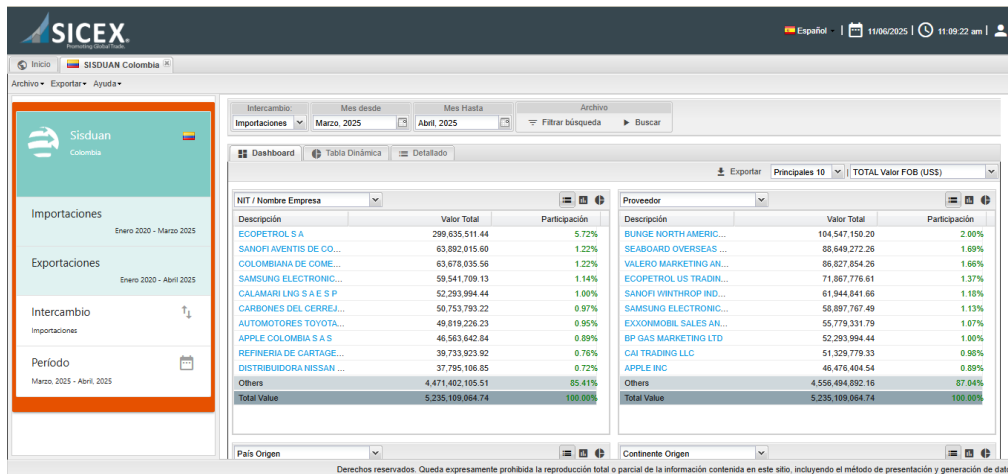 SICEX.
Promoting Global Trade.
Español | 11/06/2025 | 11:09:22 am |
Inicio SISDUAN Colombia
Archivo Exportar Ayuda
Sisduan
Colombia
Importaciones
Enero 2020 - Marzo 2025
Exportaciones
Enero 2020 - Abril 2025
Intercambio
Importaciones
Período
Marzo, 2025 - Abril, 2025
Intercambio: Mes desde Mes Hasta Archivo
Importaciones Marzo, 2025 Abril, 2025 Filtrar búsqueda Buscar
Dashboard Tabla Dinámica Detallado
Exportar Principales 10 | TOTAL Valor FOB (US$)
NIT / Nombre Empresa
Descripción Valor Total Participación
ECOPETROL S A 299,635,511.44 5.72%
SANOFI AVENTIS DE CO... 63,892,015.60 1.22%
COLOMBIANA DE COME... 63,678,035.56 1.22%
SAMSUNG ELECTRONIC... 59,541,709.13 1.14%
CALAMARI LNG S A E S P 52,293,994.44 1.00%
CARBONES DEL CERREJ... 50,753,793.22 0.97%
AUTOMOTORES TOYOTA... 49,819,226.23 0.95%
APPLE COLOMBIA S A S 46,563,642.84 0.89%
REFINERIA DE CARTAGE... 39,733,923.92 0.76%
DISTRIBUIDORA NISSAN ... 37,795,106.85 0.72%
Others 4,471,402,105.51 85.41%
Total Value 5,235,109,064.74 100.00%
Proveedor
Descripción Valor Total Participación
BUNGE NORTH AMERIC... 104,547,150.20 2.00%
SEABOARD OVERSEAS ... 88,649,272.26 1.69%
VALERO MARKETING AN... 86,827,854.26 1.66%
ECOPETROL US TRADIN... 71,867,776.61 1.37%
SANOFI WINTHROP IND... 61,944,841.66 1.18%
SAMSUNG ELECTRONIC... 58,897,767.49 1.13%
EXXONMOBIL SALES AN... 55,779,331.79 1.07%
BP GAS MARKETING LTD 52,293,994.44 1.00%
CAI TRADING LLC 51,329,779.33 0.98%
APPLE INC 46,476,404.54 0.89%
Others 4,556,494,892.16 87.04%
Total Value 5,235,109,064.74 100.00%
País Origen
Continente Origen
Derechos reservados. Queda expresamente prohibida la reproducción total o parcial de la información contenida en este sitio, incluyendo el método de presentación y generación de dat